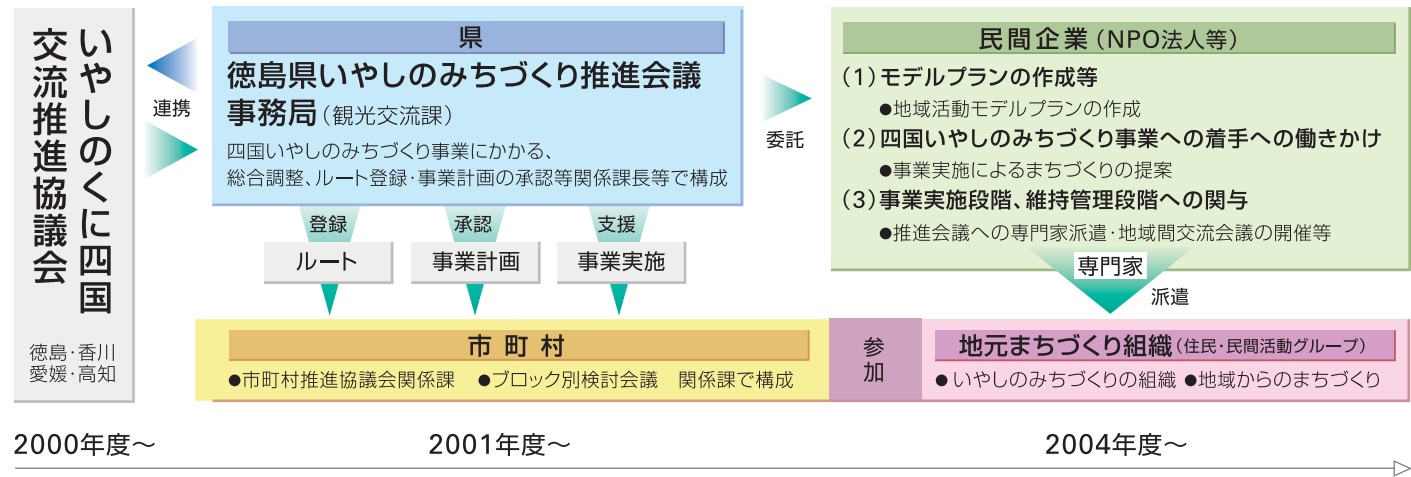 いやしのくに四国
交流推進協議会
徳島・香川
愛媛・高知
連携
県
徳島県いやしのみちづくり推進会議
事務局（観光交流課）
四国いやしのみちづくり事業にかかる、
総合調整、ルート登録・事業計画の承認等関係課長等で構成
委託
民間企業（NPO法人等）
（1）モデルプランの作成等
●地域活動モデルプランの作成
（2）四国いやしのみちづくり事業への着手への働きかけ
●事業実施によるまちづくりの提案
（3）事業実施段階、維持管理段階への関与
●推進会議への専門家派遣・地域間交流会議の開催等
登録
承認
支援
ルート
事業計画
事業実施
専門家
派遣
市町村
●市町村推進協議会関係課 ●ブロック別検討会議 関係課で構成
参加
地元まちづくり組織（住民・民間活動グループ）
●いやしのみちづくりの組織 ●地域からのまちづくり
2000年度～
2001年度～
2004年度～